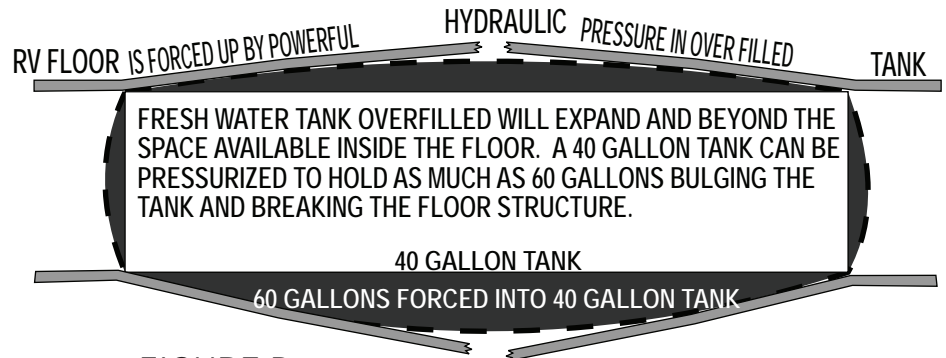 HYDRAULIC
RV FLOOR IS FORCED UP BY POWERFUL PRESSURE IN OVER FILLED TANK
FRESH WATER TANK OVERFILLED WILL EXPAND AND BEYOND THE
SPACE AVAILABLE INSIDE THE FLOOR. A 40 GALLON TANK CAN BE
PRESSURIZED TO HOLD AS MUCH AS 60 GALLONS BULGING THE
TANK AND BREAKING THE FLOOR STRUCTURE.
40 GALLON TANK
60 GALLONS FORCED INTO 40 GALLON TANK